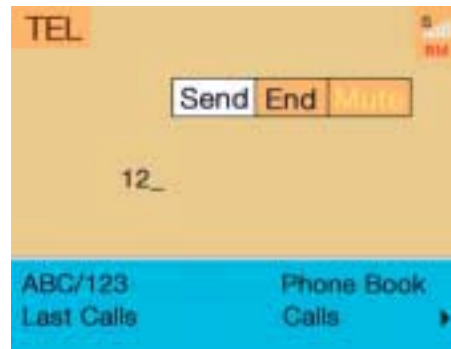 TEL
Send End Mute
12_
ABC/123 Phone Book
Last Calls Calls